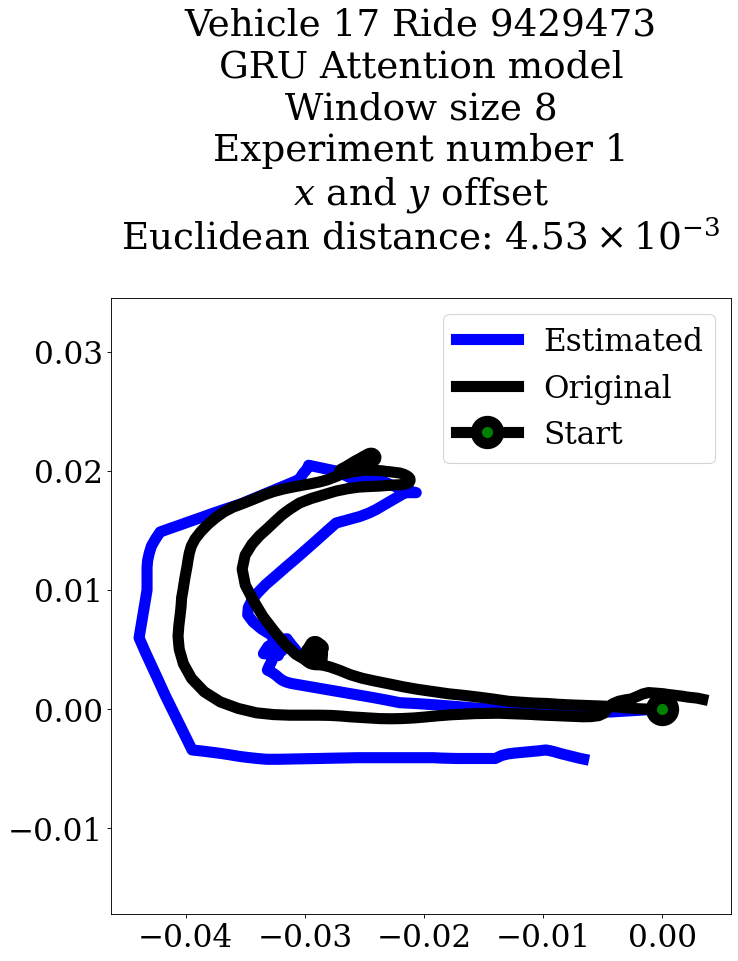 Vehicle 17 Ride 9429473
GRU Attention model
Window size 8
Experiment number 1
x and y offset
Euclidean distance: 4.53 × 10⁻³
Estimated
Original
Start
0.03
0.02
0.01
0.00
−0.01
−0.04 −0.03 −0.02 −0.01 0.00